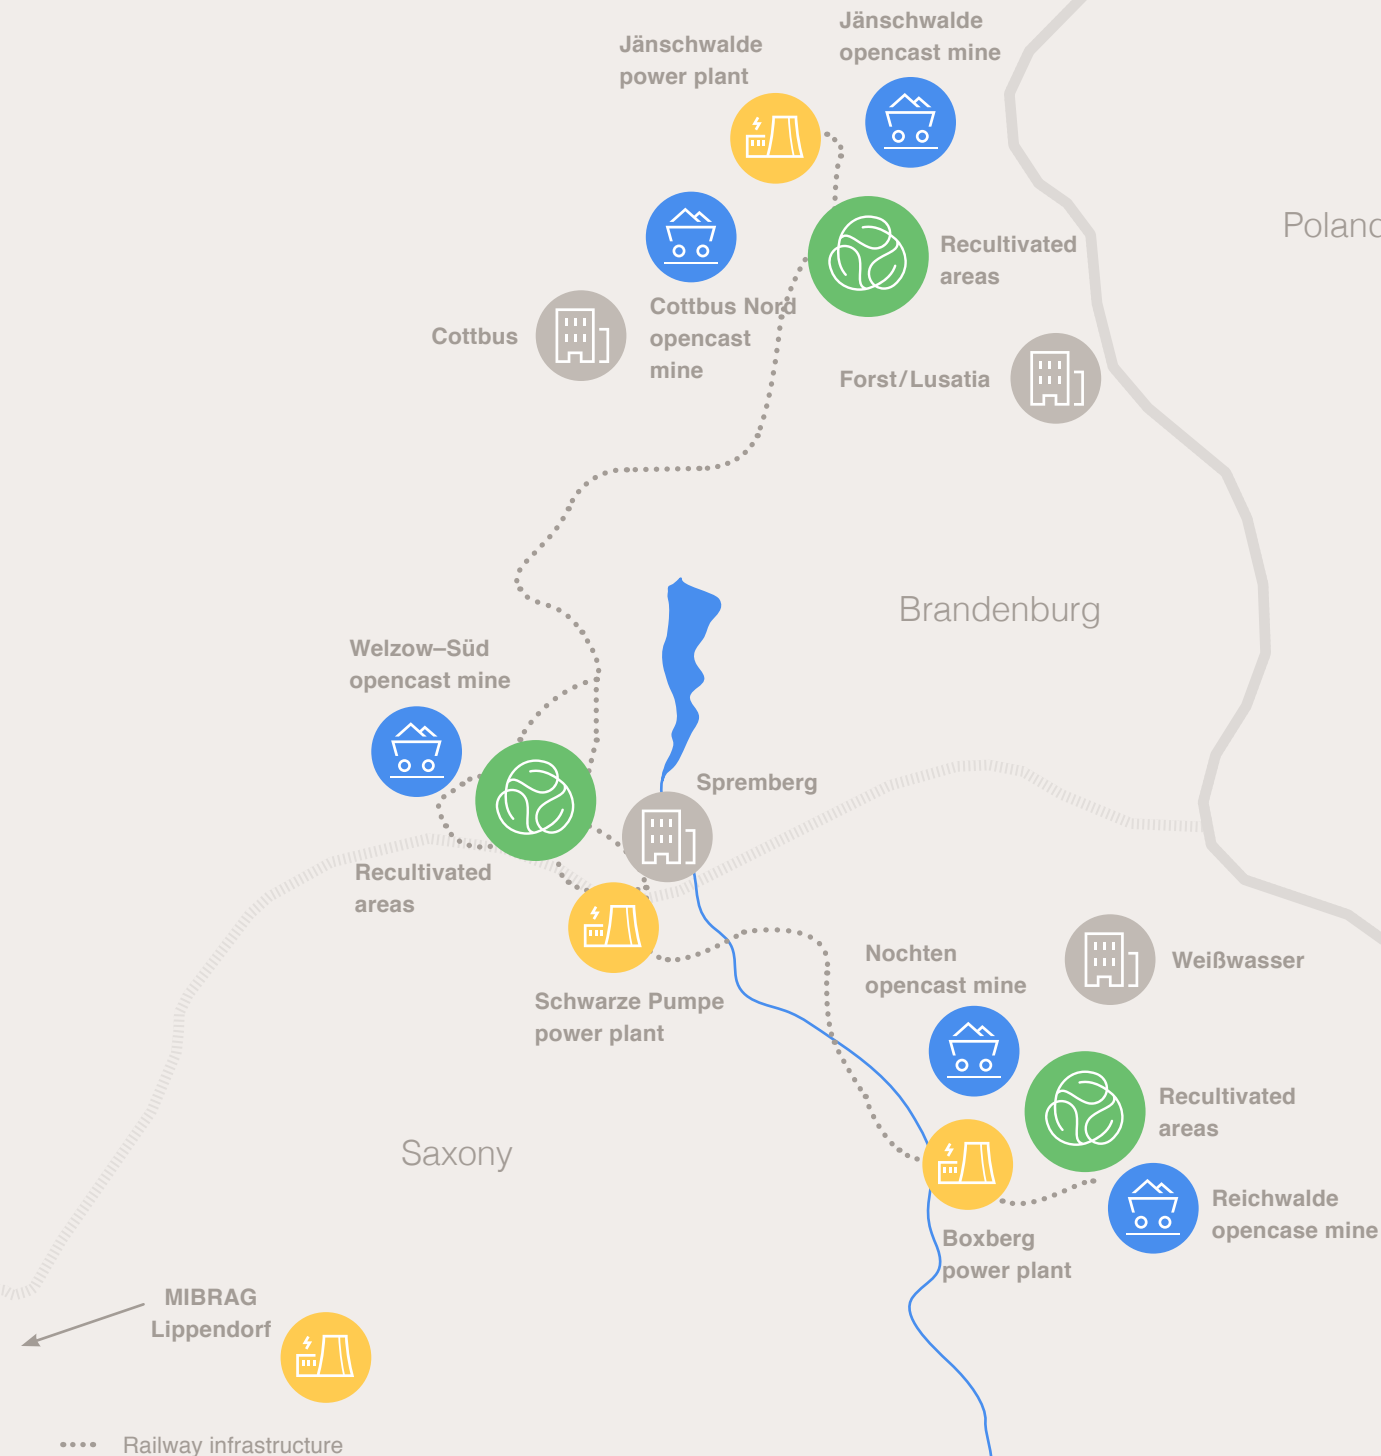 Jänschwalde
opencast mine
Jänschwalde
power plant
Poland
Recultivated
areas
Cottbus Nord
opencast
mine
Cottbus
Forst/Lusatia
Brandenburg
Welzow–Süd
opencast mine
Spremberg
Recultivated
areas
Nochten
opencast mine
Weißwasser
Schwarze Pumpe
power plant
Recultivated
areas
Saxony
Reichwalde
opencase mine
Boxberg
power plant
MIBRAG
Lippendorf
Railway infrastructure